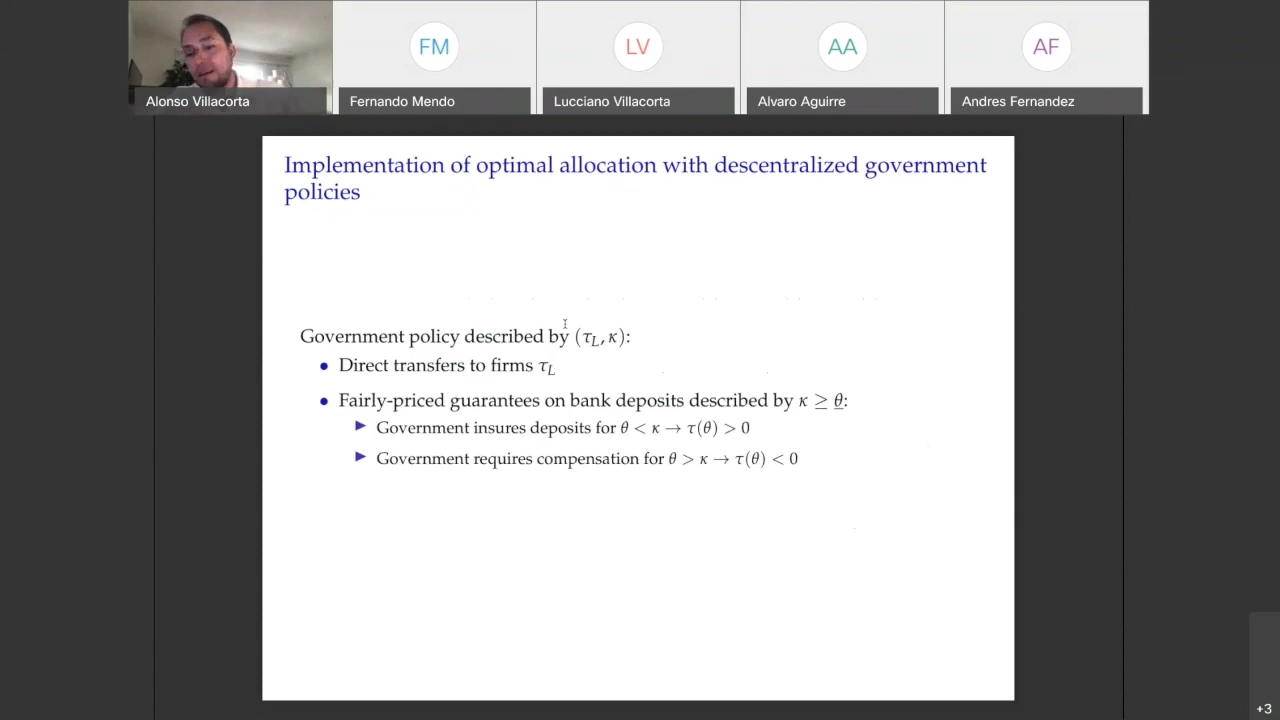 FM
LV
AA
AF
Alonso Villacorta
Fernando Mendo
Lucciano Villacorta
Alvaro Aguirre
Andres Fernandez
Implementation of optimal allocation with descentralized government
policies
Government policy described by (τ_L, κ):
• Direct transfers to firms τ_L
• Fairly-priced guarantees on bank deposits described by κ ≥ θ̲:
▶ Government insures deposits for θ < κ → τ(θ) > 0
▶ Government requires compensation for θ > κ → τ(θ) < 0
+3